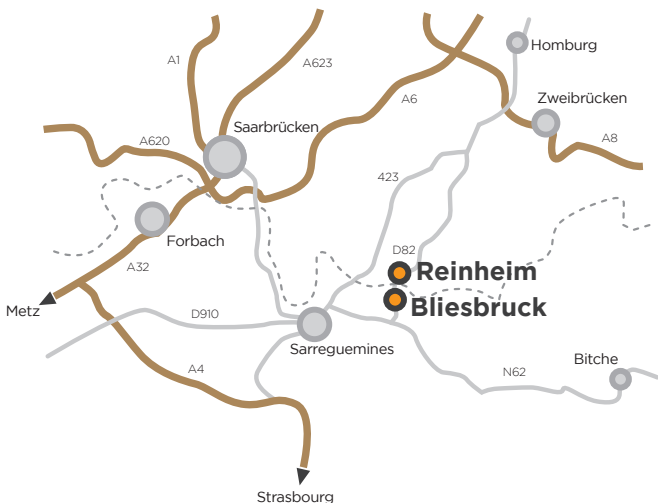 A1
A623
Homburg
A6
Zweibrücken
Saarbrücken
A620
A8
423
Forbach
D82
A32
Reinheim
Metz
Bliesbruck
D910
Sarreguemines
Bitche
A4
N62
Strasbourg